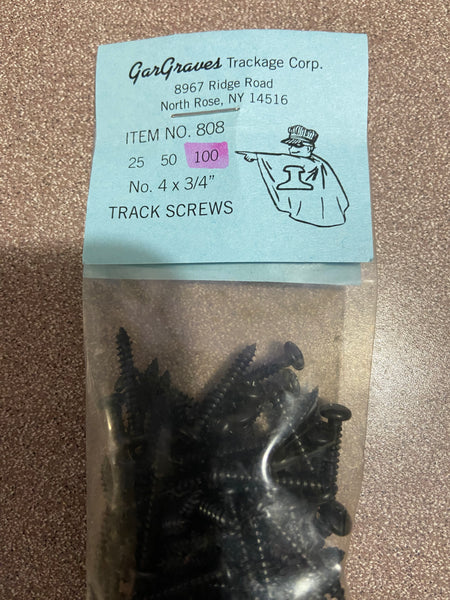 GarGraves Trackage Corp.
8967 Ridge Road
North Rose, NY 14516
ITEM NO. 808
25 50 100
No. 4 x 3/4"
TRACK SCREWS